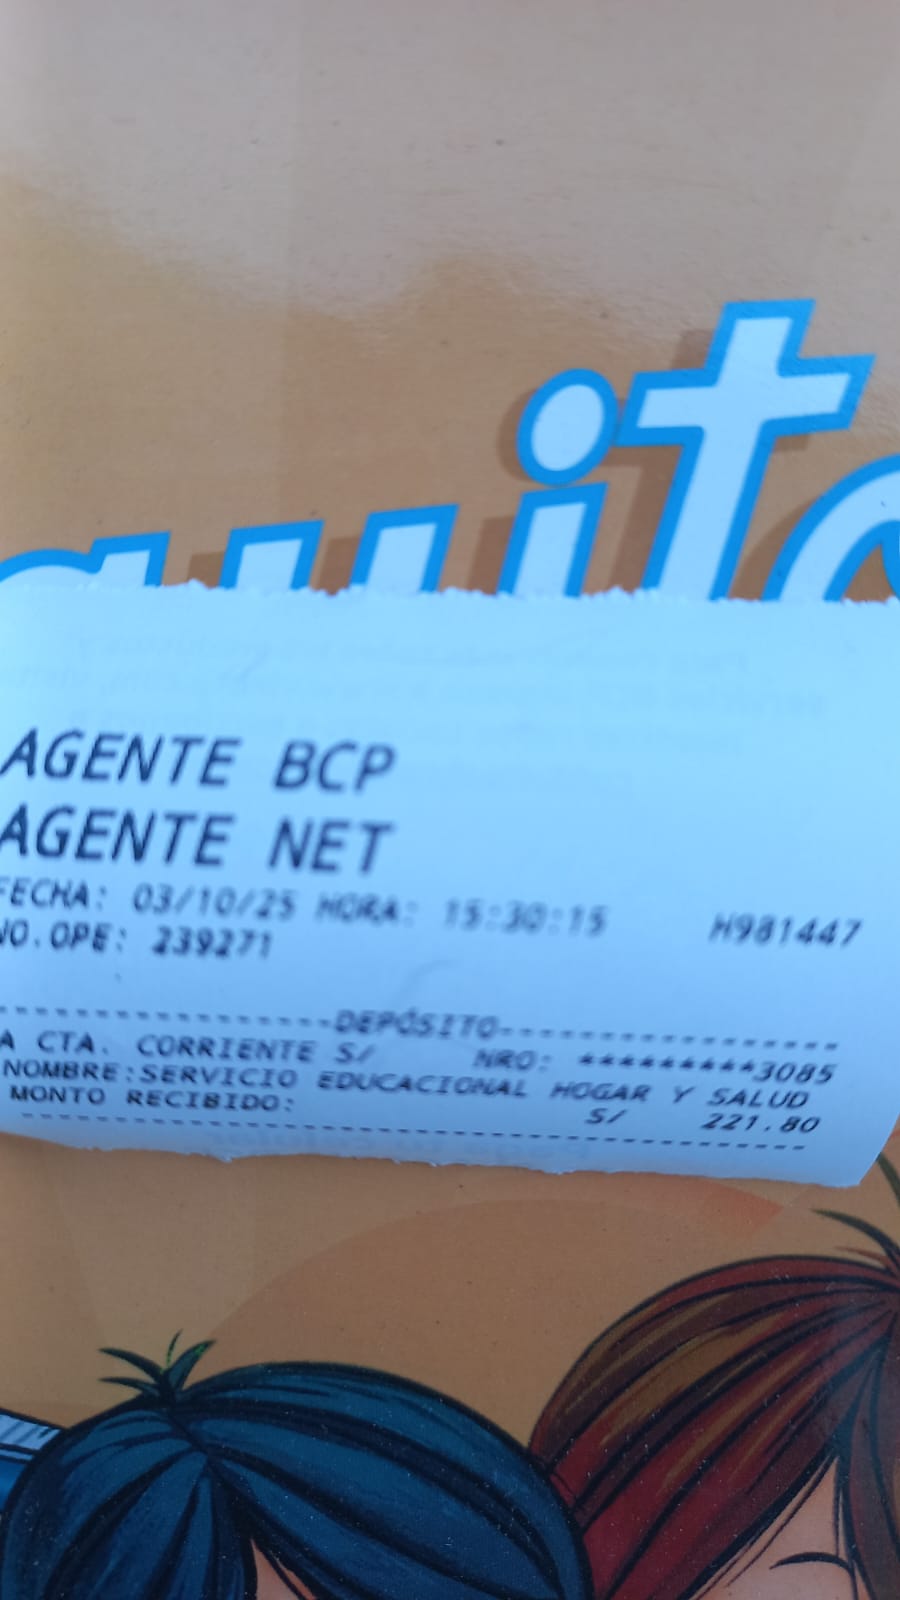 quito
AGENTE BCP
AGENTE NET
FECHA: 03/10/25 HORA: 15:30:15 H981447
NO.OPE: 239271
-----------------DEPÓSITO-----------------
A CTA. CORRIENTE S/ NRO: **********3085
NOMBRE:SERVICIO EDUCACIONAL HOGAR Y SALUD
MONTO RECIBIDO: S/ 221.80